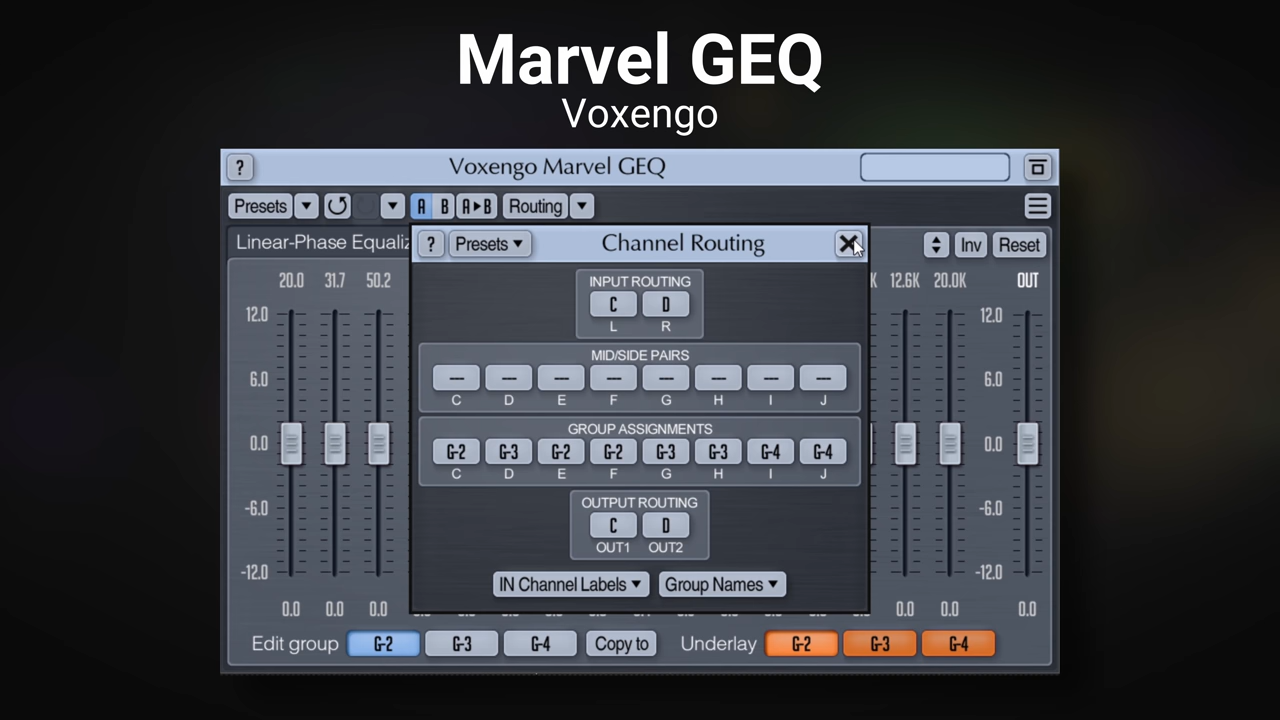 Marvel GEQ
Voxengo
? Voxengo Marvel GEQ
Presets A B A▸B Routing
Linear-Phase Equaliz Inv Reset
? Presets Channel Routing
20.0 31.7 50.2 K 12.6K 20.0K OUT
INPUT ROUTING
C D
L R
12.0 12.0
MID/SIDE PAIRS
--- --- --- --- --- --- --- ---
C D E F G H I J
6.0 6.0
GROUP ASSIGNMENTS
G-2 G-3 G-2 G-2 G-3 G-3 G-4 G-4
C D E F G H I J
0.0 0.0
OUTPUT ROUTING
C D
OUT1 OUT2
-6.0 -6.0
IN Channel Labels Group Names
-12.0 -12.0
0.0 0.0 0.0 0.0 0.0 0.0
Edit group G-2 G-3 G-4 Copy to Underlay G-2 G-3 G-4